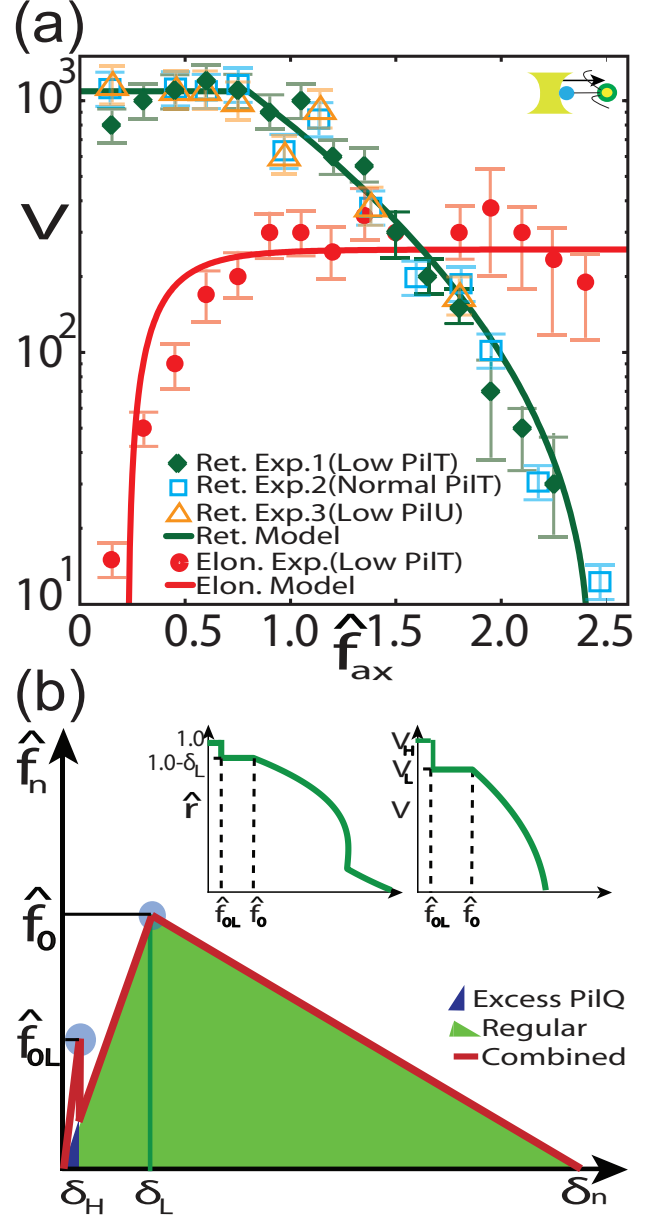 (a)
10³
V
10²
10¹
Ret. Exp.1(Low PilT)
Ret. Exp.2(Normal PilT)
Ret. Exp.3(Low PilU)
Ret. Model
Elon. Exp.(Low PilT)
Elon. Model
0 0.5 1.0 1.5 2.0 2.5
f̂ax
(b)
f̂n
1.0
1.0-δL
r̂
f̂OL f̂O
VH
VL
V
f̂OL f̂O
f̂O
f̂OL
Excess PilQ
Regular
Combined
δH δL δn